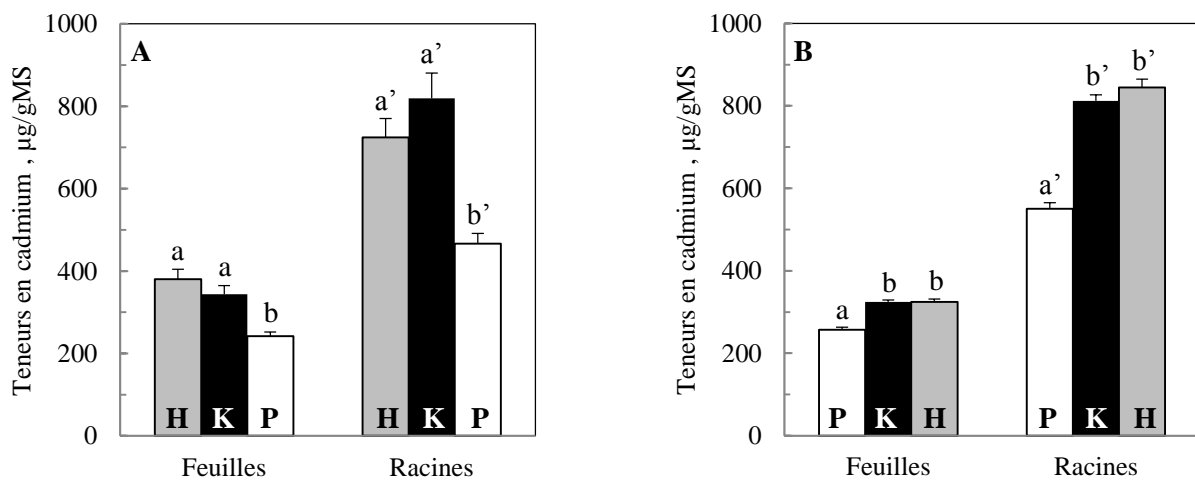 A
Teneurs en cadmium , µg/gMS
1000
800
600
400
200
0
a
a
b
a’
a’
b’
H
K
P
H
K
P
Feuilles
Racines
B
Teneurs en cadmium , µg/gMS
1000
800
600
400
200
0
a
b
b
a’
b’
b’
P
K
H
P
K
H
Feuilles
Racines